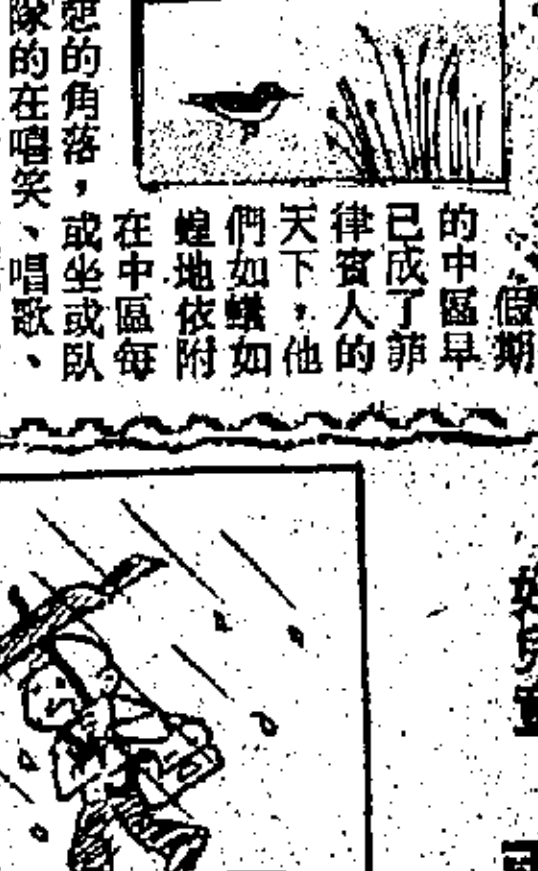 假期
的中區早
已成了菲
律賓人的
天下，他
們如蟻如
蝗地依附
在中區每
的角落，或坐或臥
隊的在嘻笑、唱歌、